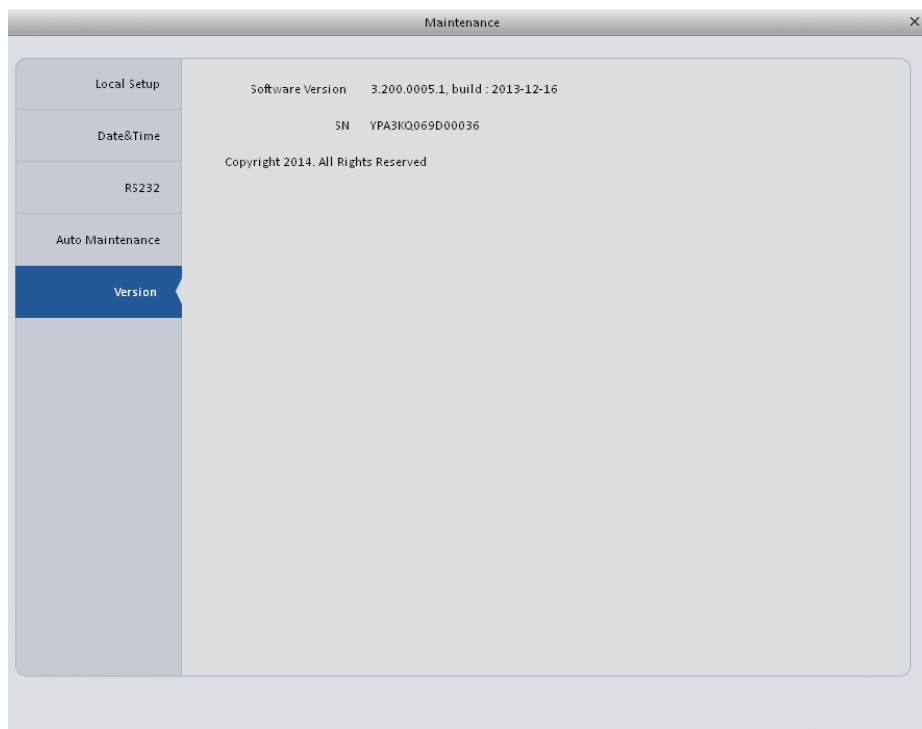 Maintenance
Local Setup
Date&Time
RS232
Auto Maintenance
Version
Software Version 3.200.0005.1, build : 2013-12-16
SN YPA3KQ069D00036
Copyright 2014. All Rights Reserved